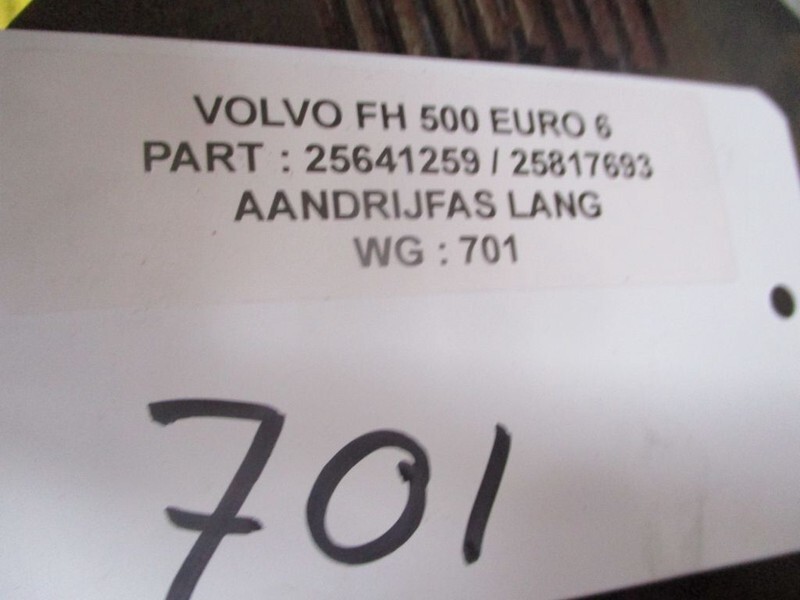 VOLVO FH 500 EURO 6
PART : 25641259 / 25817693
AANDRIJFAS LANG
WG : 701
701